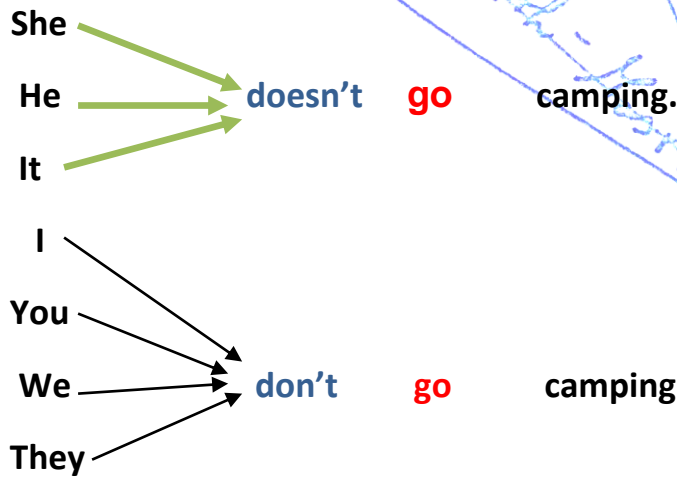 She
He doesn’t go camping.
It
I
You
We don’t go camping
They